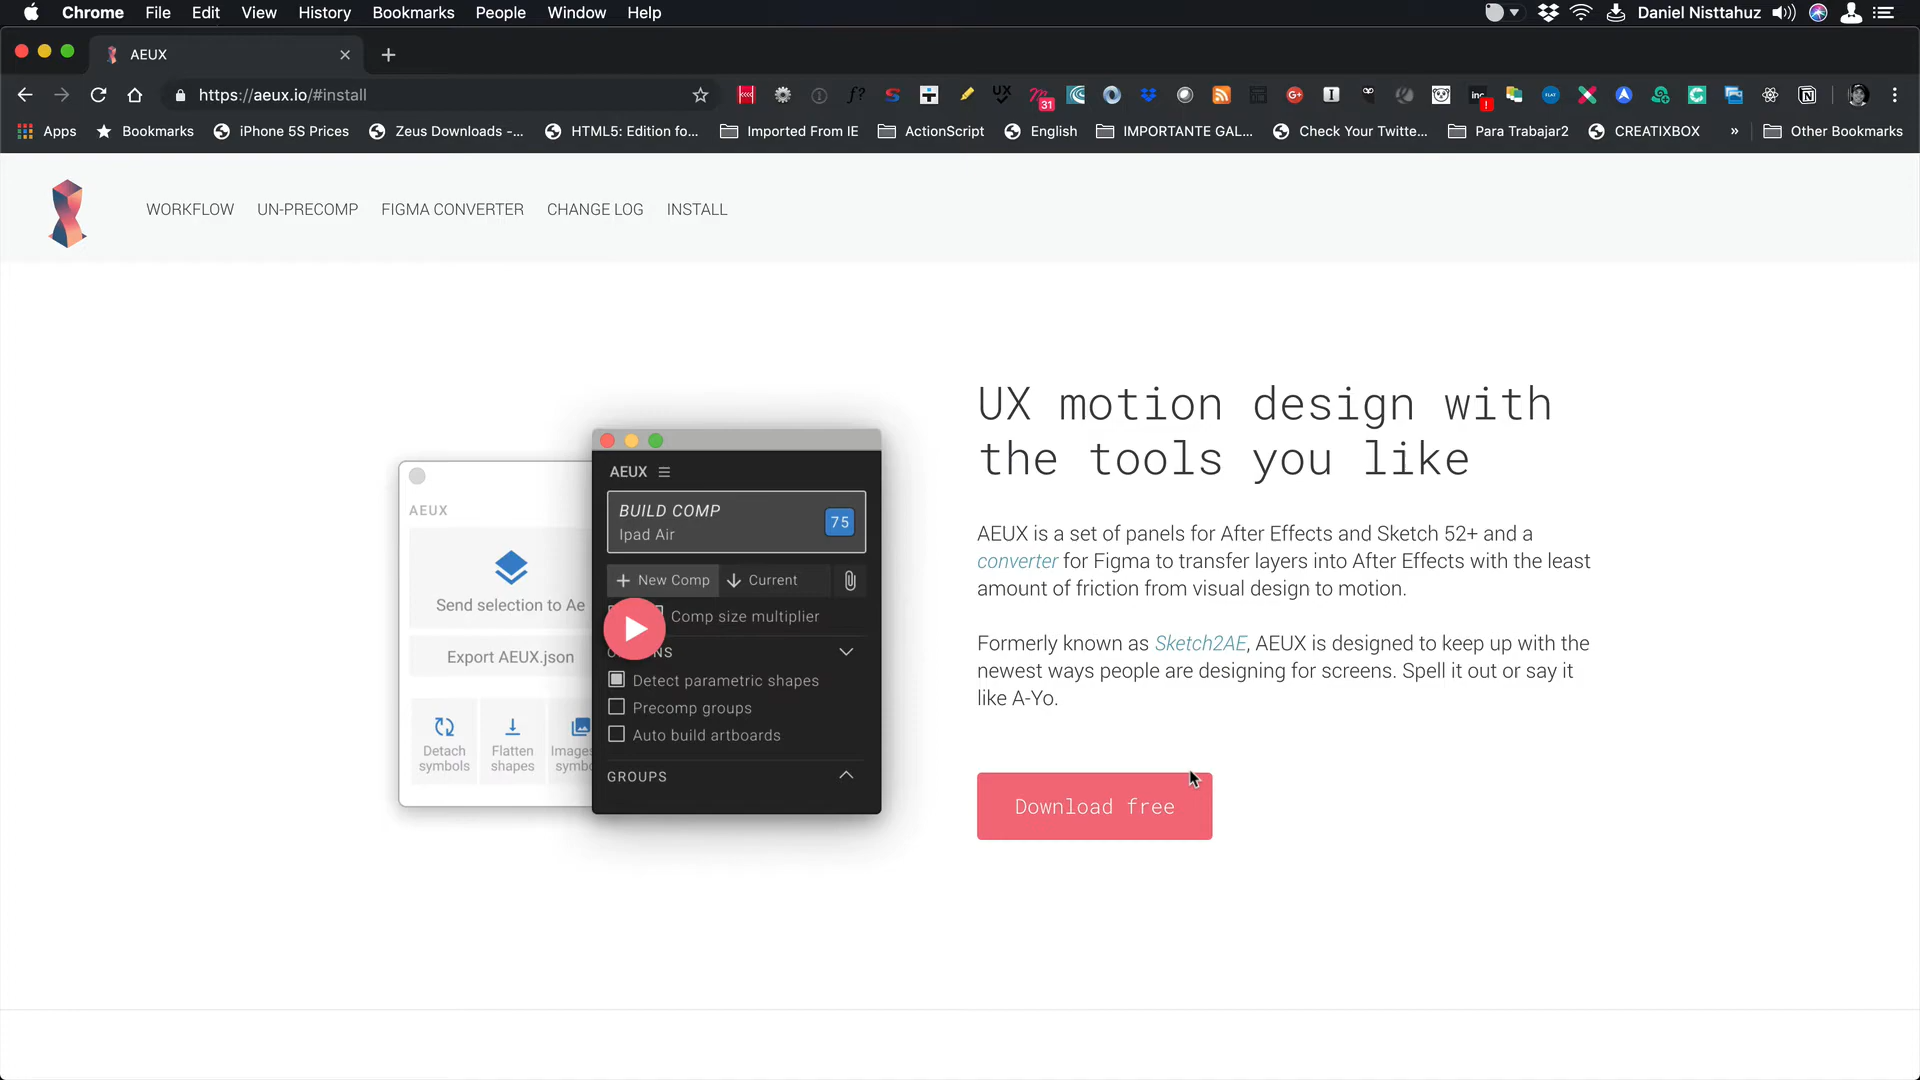 Chrome File Edit View History Bookmarks People Window Help Daniel Nisttahuz
AEUX
https://aeux.io/#install
Apps Bookmarks iPhone 5S Prices Zeus Downloads -... HTML5: Edition fo... Imported From IE ActionScript English IMPORTANTE GAL... Check Your Twitte... Para Trabajar2 CREATIXBOX » Other Bookmarks
WORKFLOW UN-PRECOMP FIGMA CONVERTER CHANGE LOG INSTALL
AEUX
Send selection to Ae
Export AEUX.json
Detach symbols
Flatten shapes
AEUX
BUILD COMP
Ipad Air
75
New Comp
Current
Comp size multiplier
Detect parametric shapes
Precomp groups
Auto build artboards
GROUPS
UX motion design with
the tools you like
AEUX is a set of panels for After Effects and Sketch 52+ and a
converter for Figma to transfer layers into After Effects with the least
amount of friction from visual design to motion.
Formerly known as Sketch2AE, AEUX is designed to keep up with the
newest ways people are designing for screens. Spell it out or say it
like A-Yo.
Download free